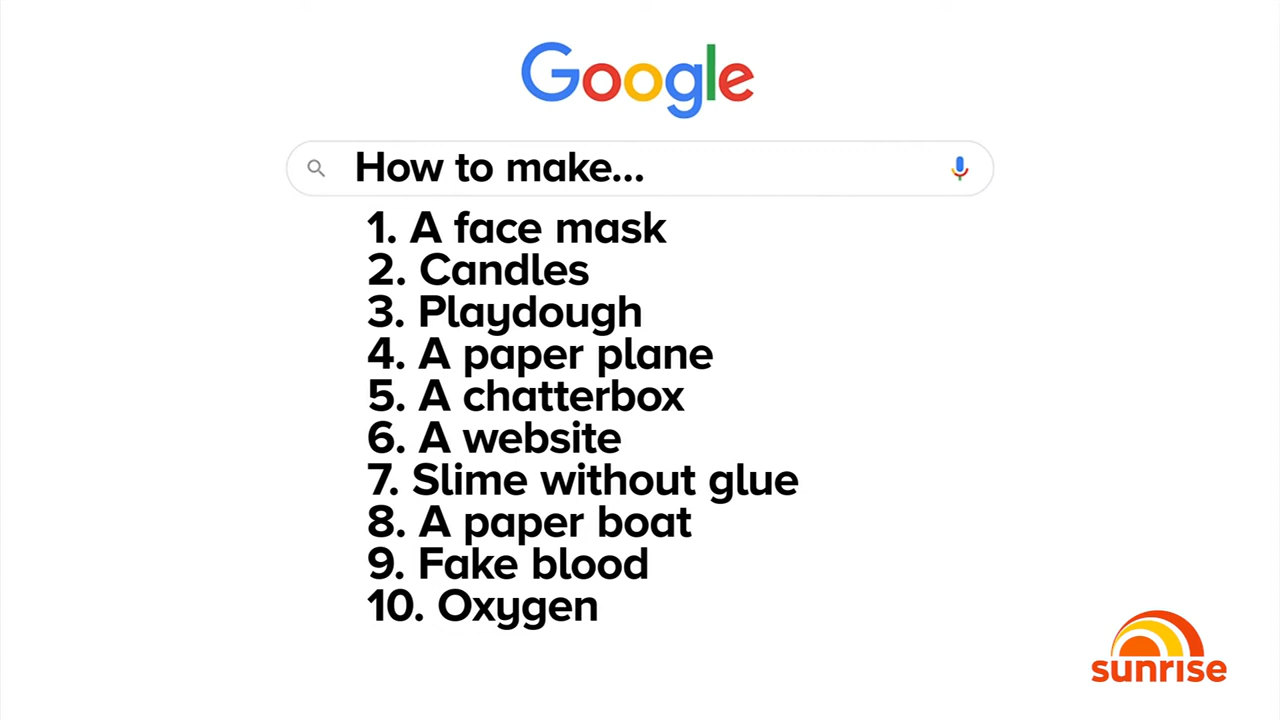 Google
How to make...
1. A face mask
2. Candles
3. Playdough
4. A paper plane
5. A chatterbox
6. A website
7. Slime without glue
8. A paper boat
9. Fake blood
10. Oxygen
sunrise